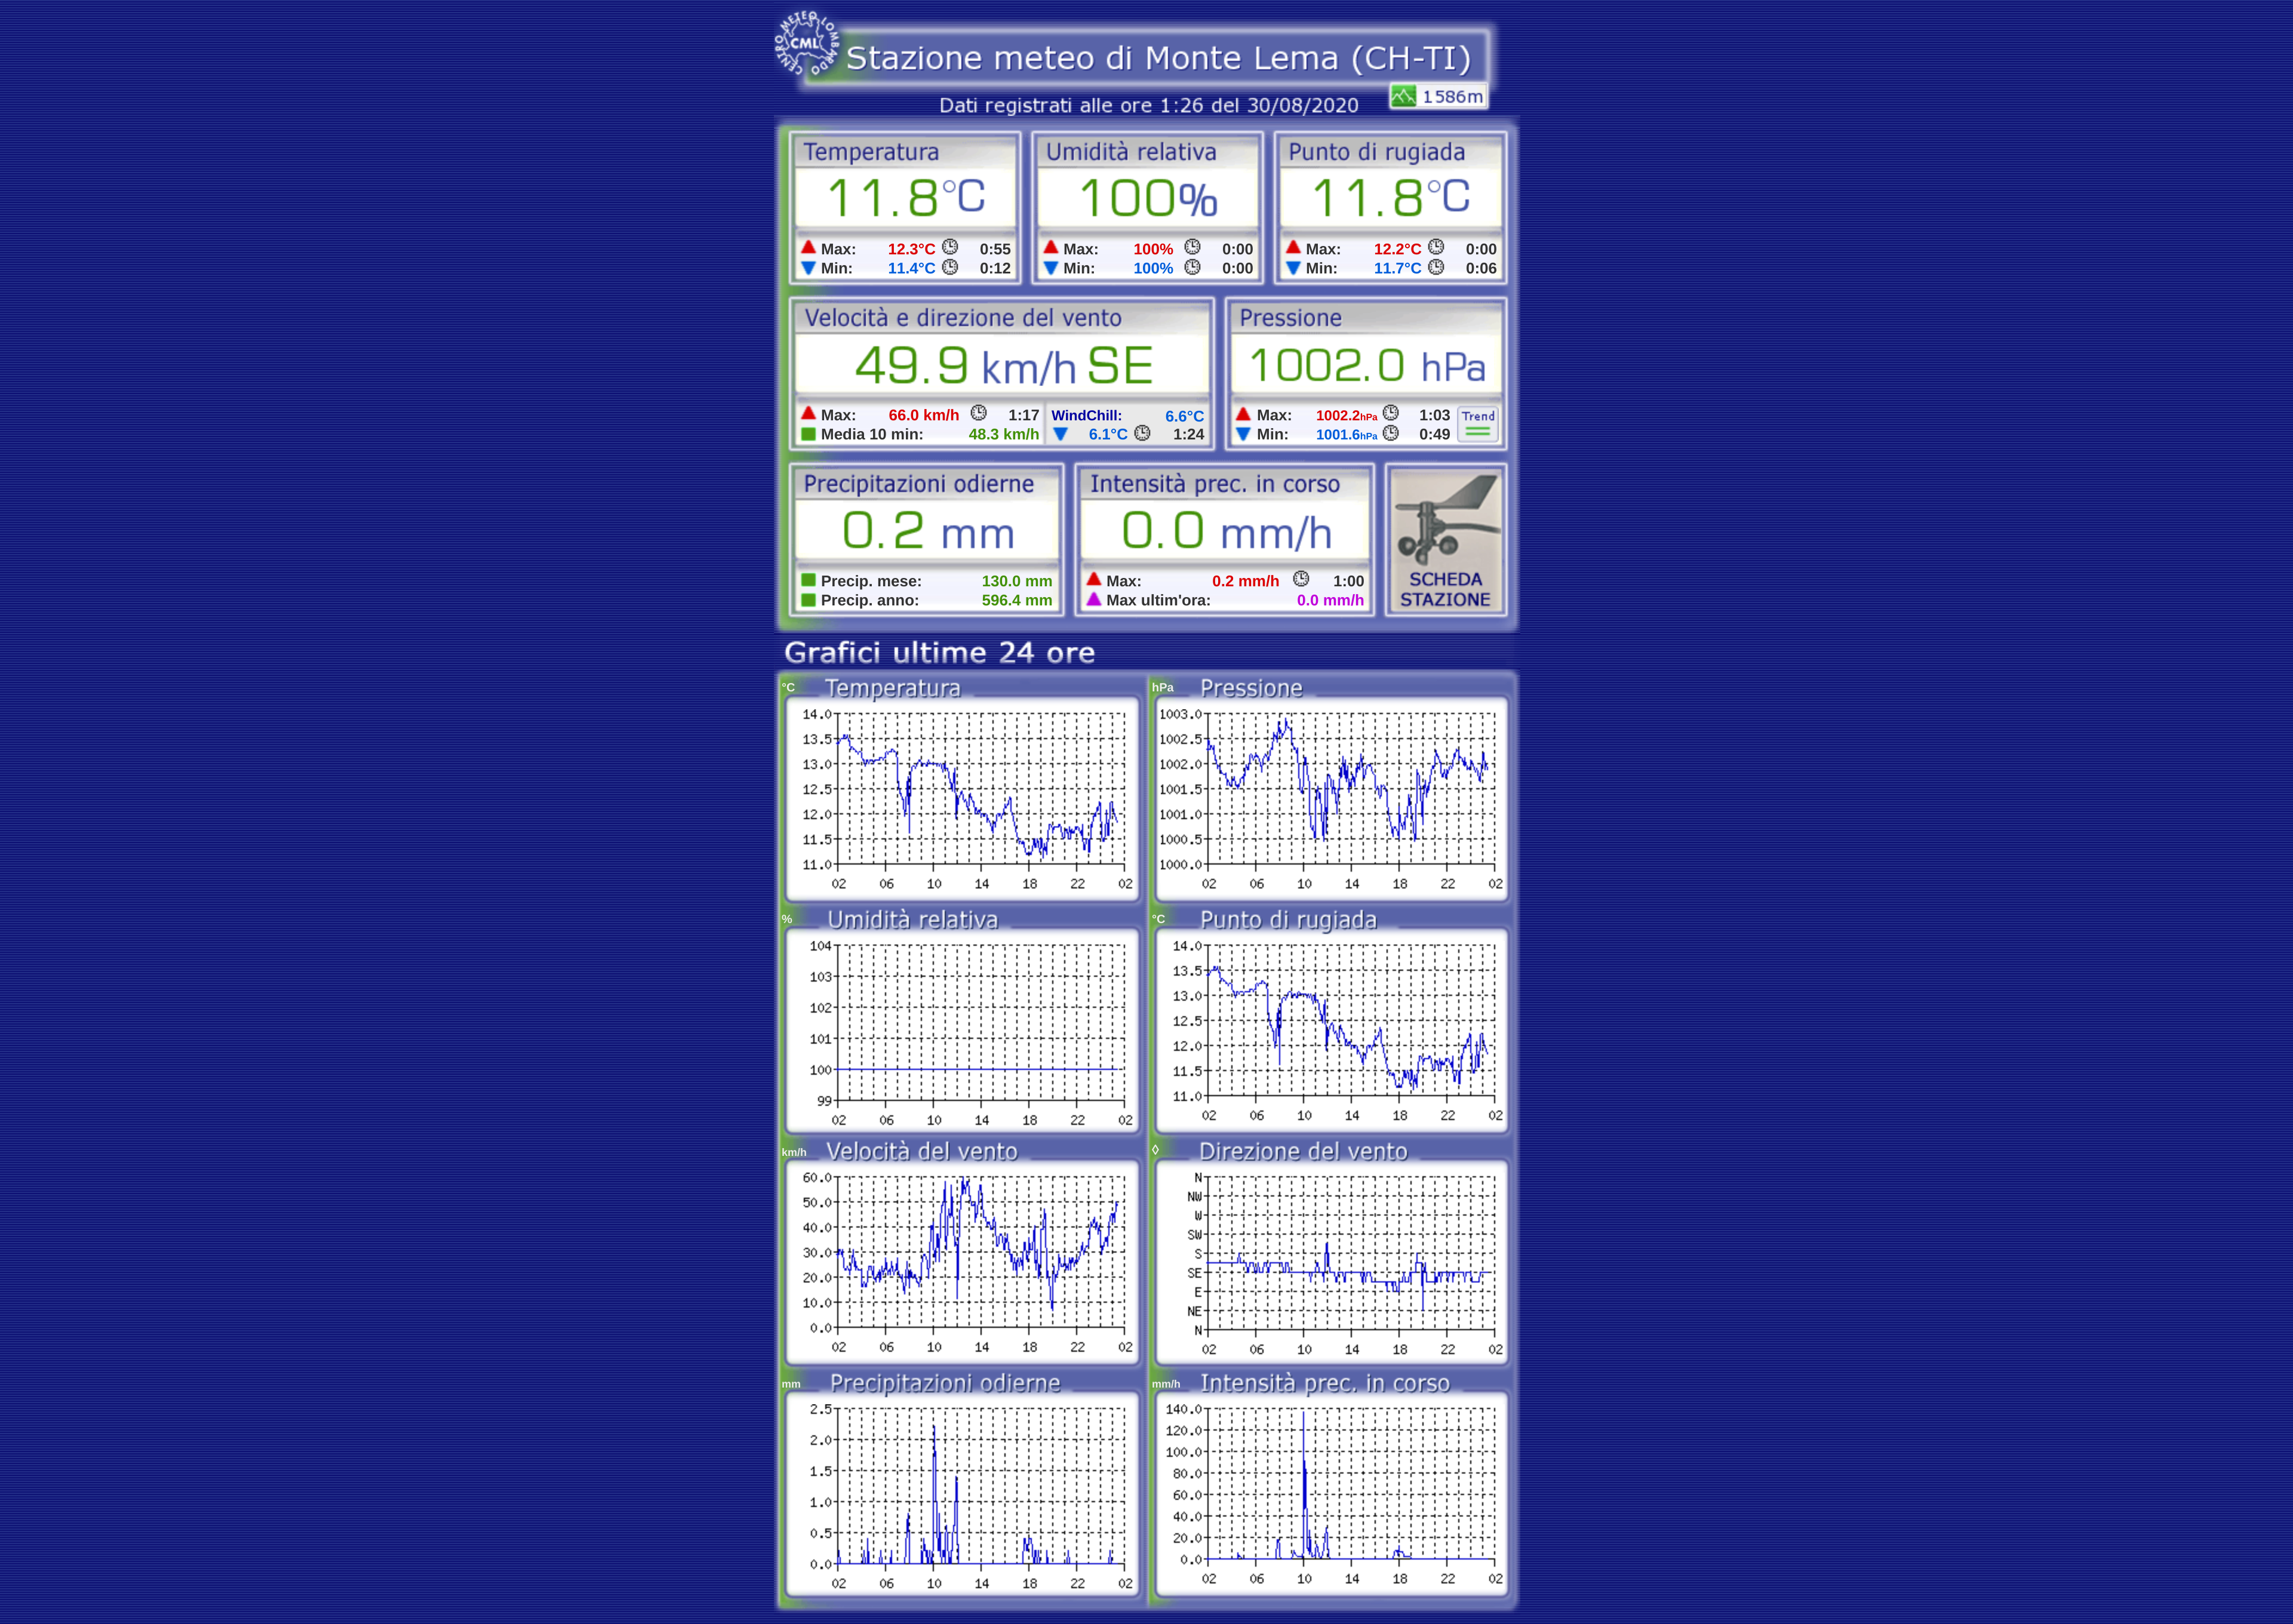 CENTRO METEO LOMBARDO
CML
Stazione meteo di Monte Lema (CH-TI)
1586m
Dati registrati alle ore 1:26 del 30/08/2020
Temperatura
11.8°C
Max: 12.3°C 0:55
Min: 11.4°C 0:12
Umidità relativa
100%
Max: 100% 0:00
Min: 100% 0:00
Punto di rugiada
11.8°C
Max: 12.2°C 0:00
Min: 11.7°C 0:06
Velocità e direzione del vento
49.9 km/h SE
Max: 66.0 km/h 1:17
Media 10 min: 48.3 km/h
WindChill: 6.6°C
6.1°C 1:24
Pressione
1002.0 hPa
Max: 1002.2hPa 1:03
Min: 1001.6hPa 0:49
Trend
Precipitazioni odierne
0.2 mm
Precip. mese: 130.0 mm
Precip. anno: 596.4 mm
Intensità prec. in corso
0.0 mm/h
Max: 0.2 mm/h 1:00
Max ultim'ora: 0.0 mm/h
SCHEDA
STAZIONE
Grafici ultime 24 ore
°C Temperatura
14.0
13.5
13.0
12.5
12.0
11.5
11.0
02 06 10 14 18 22 02
hPa Pressione
1003.0
1002.5
1002.0
1001.5
1001.0
1000.5
1000.0
02 06 10 14 18 22 02
% Umidità relativa
104
103
102
101
100
99
02 06 10 14 18 22 02
°C Punto di rugiada
14.0
13.5
13.0
12.5
12.0
11.5
11.0
02 06 10 14 18 22 02
km/h Velocità del vento
60.0
50.0
40.0
30.0
20.0
10.0
0.0
02 06 10 14 18 22 02
◊ Direzione del vento
N
NW
W
SW
S
SE
E
NE
N
02 06 10 14 18 22 02
mm Precipitazioni odierne
2.5
2.0
1.5
1.0
0.5
0.0
02 06 10 14 18 22 02
mm/h Intensità prec. in corso
140.0
120.0
100.0
80.0
60.0
40.0
20.0
0.0
02 06 10 14 18 22 02